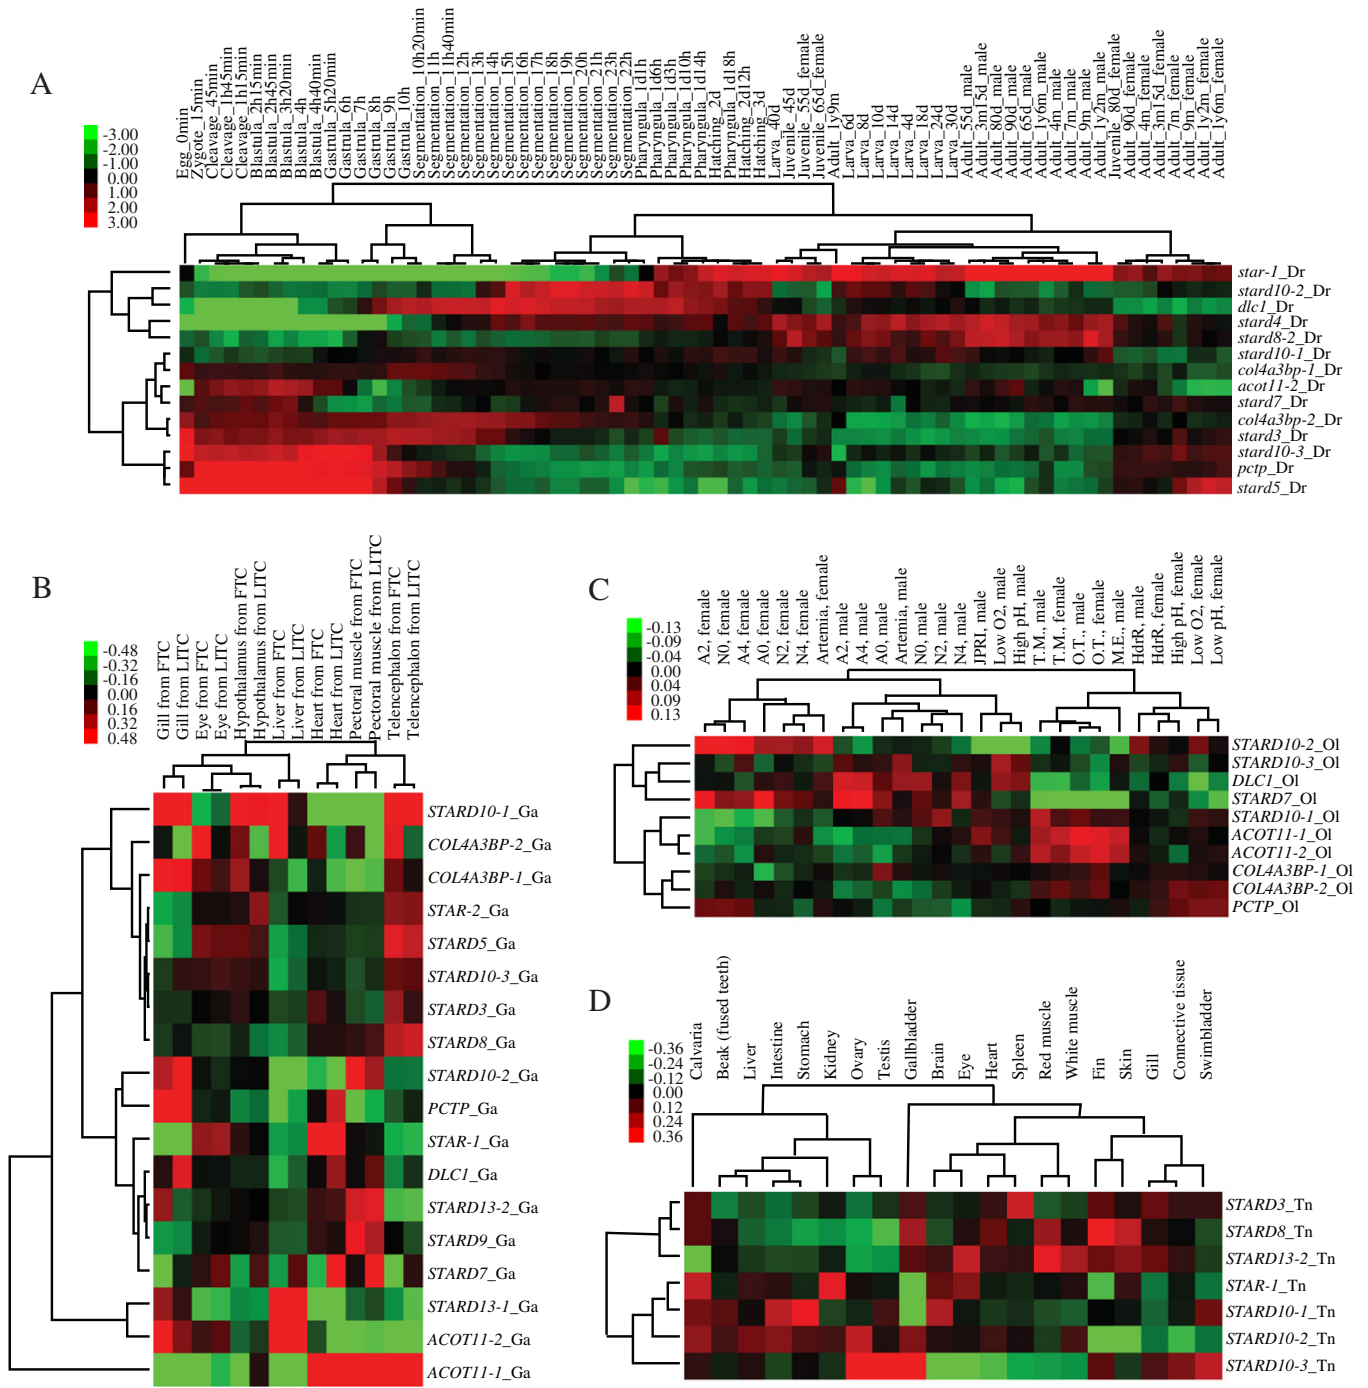 A
-3.00
-2.00
-1.00
0.00
1.00
2.00
3.00
Egg_0min
Zygote_15min
Cleavage_45min
Cleavage_1h45min
Cleavage_1h15min
Blastula_2h15min
Blastula_2h45min
Blastula_3h20min
Blastula_4h
Blastula_4h40min
Gastrula_5h20min
Gastrula_6h
Gastrula_7h
Gastrula_8h
Gastrula_9h
Gastrula_10h
Segmentation_10h20min
Segmentation_11h
Segmentation_11h40min
Segmentation_12h
Segmentation_13h
Segmentation_14h
Segmentation_15h
Segmentation_16h
Segmentation_17h
Segmentation_18h
Segmentation_19h
Segmentation_20h
Segmentation_21h
Segmentation_23h
Segmentation_22h
Pharyngula_1d1h
Pharyngula_1d6h
Pharyngula_1d3h
Pharyngula_1d10h
Pharyngula_1d14h
Hatching_2d
Pharyngula_1d18h
Hatching_2d12h
Hatching_3d
Larva_40d
Juvenile_45d
Juvenile_55d_female
Juvenile_65d_female
Adult_1y9m
Larva_6d
Larva_8d
Larva_10d
Larva_14d
Larva_4d
Larva_18d
Larva_24d
Larva_30d
Adult_55d_male
Adult_3m15d_male
Adult_80d_male
Adult_90d_male
Adult_65d_male
Adult_1y6m_male
Adult_4m_male
Adult_7m_male
Adult_9m_male
Adult_1y2m_male
Juvenile_80d_female
Adult_90d_female
Adult_4m_female
Adult_3m15d_female
Adult_7m_female
Adult_9m_female
Adult_1y2m_female
Adult_1y6m_female
star-1_Dr
stard10-2_Dr
dlc1_Dr
stard4_Dr
stard8-2_Dr
stard10-1_Dr
col4a3bp-1_Dr
acot11-2_Dr
stard7_Dr
col4a3bp-2_Dr
stard3_Dr
stard10-3_Dr
pctp_Dr
stard5_Dr
B
-0.48
-0.32
-0.16
0.00
0.16
0.32
0.48
Gill from FTC
Gill from LITC
Eye from FTC
Eye from LITC
Hypothalamus from FTC
Hypothalamus from LITC
Liver from FTC
Liver from LITC
Heart from FTC
Heart from LITC
Pectoral muscle from FTC
Pectoral muscle from LITC
Telencephalon from FTC
Telencephalon from LITC
STARD10-1_Ga
COL4A3BP-2_Ga
COL4A3BP-1_Ga
STAR-2_Ga
STARD5_Ga
STARD10-3_Ga
STARD3_Ga
STARD8_Ga
STARD10-2_Ga
PCTP_Ga
STAR-1_Ga
DLC1_Ga
STARD13-2_Ga
STARD9_Ga
STARD7_Ga
STARD13-1_Ga
ACOT11-2_Ga
ACOT11-1_Ga
C
-0.13
-0.09
-0.04
0.00
0.04
0.09
0.13
A2, female
N0, female
A4, female
A0, female
N2, female
N4, female
Artemia, female
A2, male
A4, male
A0, male
Artemia, male
N0, male
N2, male
N4, male
JPRI, male
Low O2, male
High pH, male
T.M., male
T.M., female
O.T., male
O.T., female
M.E., male
HdrR, male
HdrR, female
High pH, female
Low O2, female
Low pH, female
STARD10-2_Ol
STARD10-3_Ol
DLC1_Ol
STARD7_Ol
STARD10-1_Ol
ACOT11-1_Ol
ACOT11-2_Ol
COL4A3BP-1_Ol
COL4A3BP-2_Ol
PCTP_Ol
D
-0.36
-0.24
-0.12
0.00
0.12
0.24
0.36
Calvaria
Beak (fused teeth)
Liver
Intestine
Stomach
Kidney
Ovary
Testis
Gallbladder
Brain
Eye
Heart
Spleen
Red muscle
White muscle
Fin
Skin
Gill
Connective tissue
Swimbladder
STARD3_Tn
STARD8_Tn
STARD13-2_Tn
STAR-1_Tn
STARD10-1_Tn
STARD10-2_Tn
STARD10-3_Tn